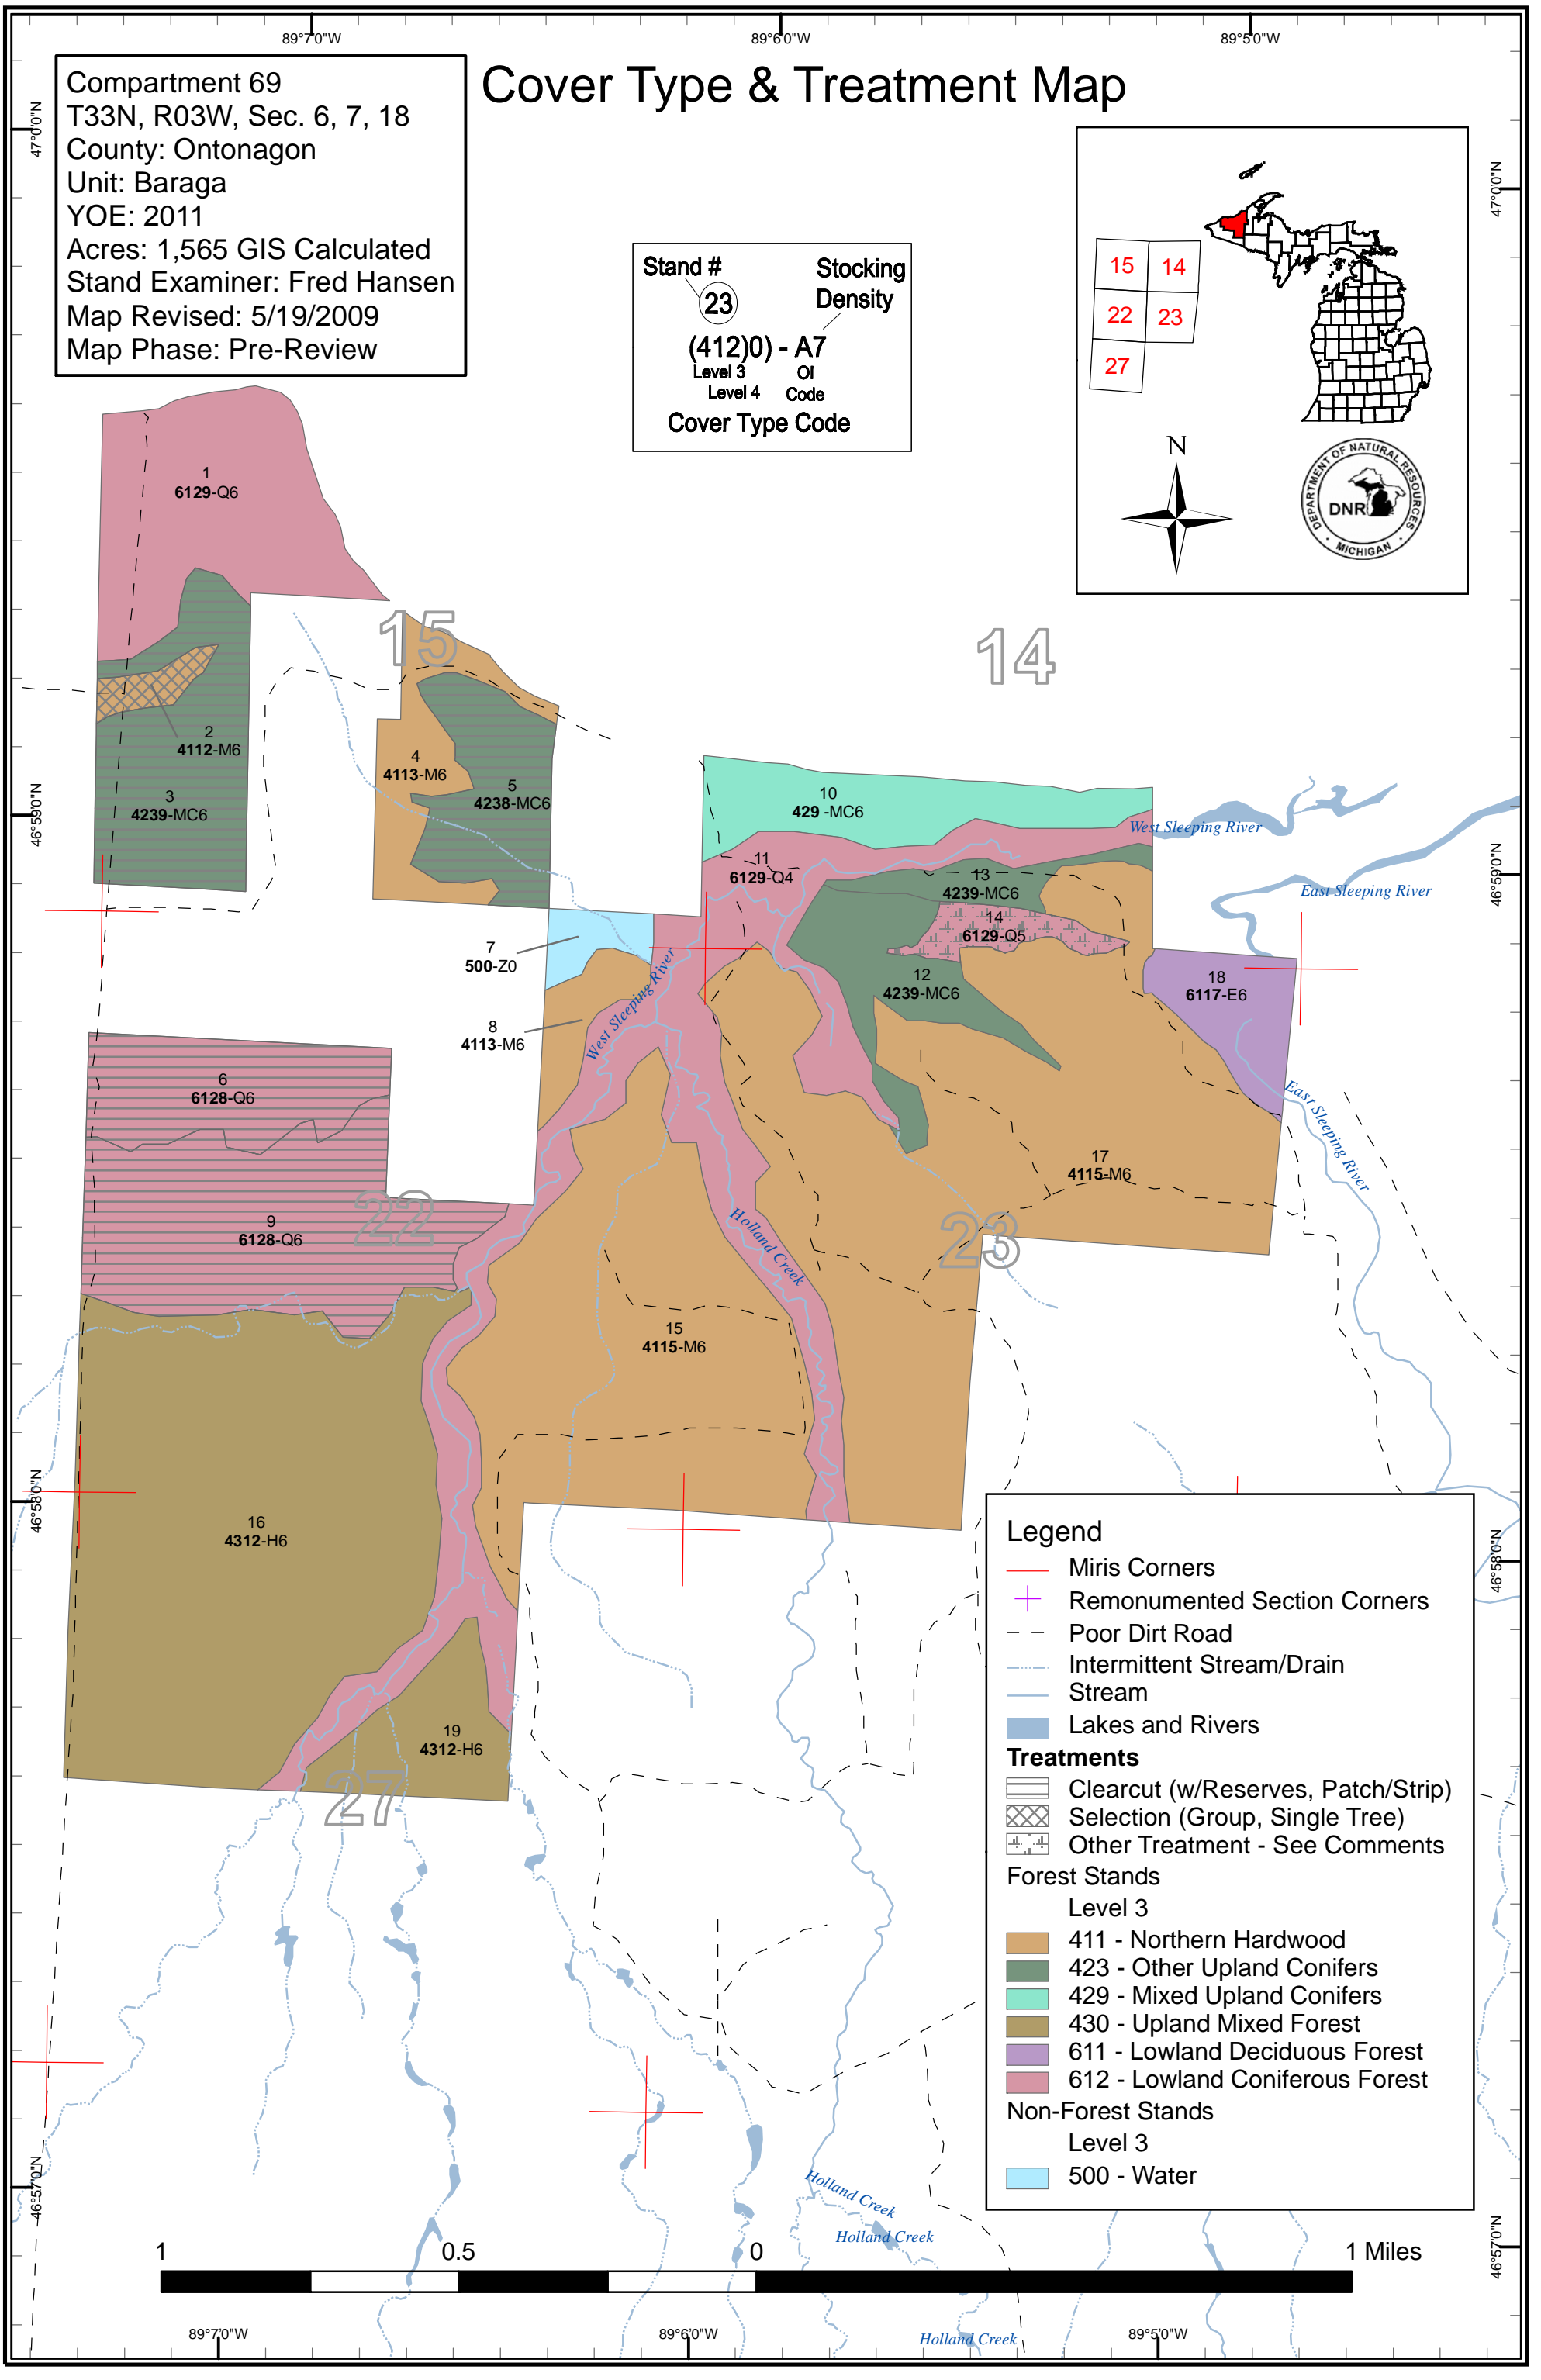 89°7'0"W
89°6'0"W
89°5'0"W
Cover Type & Treatment Map
Compartment 69
T33N, R03W, Sec. 6, 7, 18
County: Ontonagon
Unit: Baraga
YOE: 2011
Acres: 1,565 GIS Calculated
Stand Examiner: Fred Hansen
Map Revised: 5/19/2009
Map Phase: Pre-Review
47°0'0"N
47°0'0"N
Stand #
Stocking
Density
23
(412)0) - A7
Level 3
OI
Level 4
Code
Cover Type Code
15
14
22
23
27
N
DEPARTMENT OF NATURAL RESOURCES
DNR
MICHIGAN
1
6129-Q6
15
14
2
4112-M6
3
4239-MC6
4
4113-M6
5
4238-MC6
46°59'0"N
10
429 -MC6
West Sleeping River
11
6129-Q4
13
4239-MC6
East Sleeping River
46°59'0"N
14
6129-Q5
7
500-Z0
12
4239-MC6
18
6117-E6
8
4113-M6
West Sleeping River
6
6128-Q6
East Sleeping River
17
4115-M6
9
6128-Q6
22
Holland Creek
23
15
4115-M6
16
4312-H6
46°58'0"N
46°58'0"N
19
4312-H6
27
Legend
Miris Corners
Remonumented Section Corners
Poor Dirt Road
Intermittent Stream/Drain
Stream
Lakes and Rivers
Treatments
Clearcut (w/Reserves, Patch/Strip)
Selection (Group, Single Tree)
Other Treatment - See Comments
Forest Stands
Level 3
411 - Northern Hardwood
423 - Other Upland Conifers
429 - Mixed Upland Conifers
430 - Upland Mixed Forest
611 - Lowland Deciduous Forest
612 - Lowland Coniferous Forest
Non-Forest Stands
Level 3
500 - Water
46°57'0"N
46°57'0"N
Holland Creek
Holland Creek
1
0.5
0
1 Miles
Holland Creek
89°7'0"W
89°6'0"W
89°5'0"W